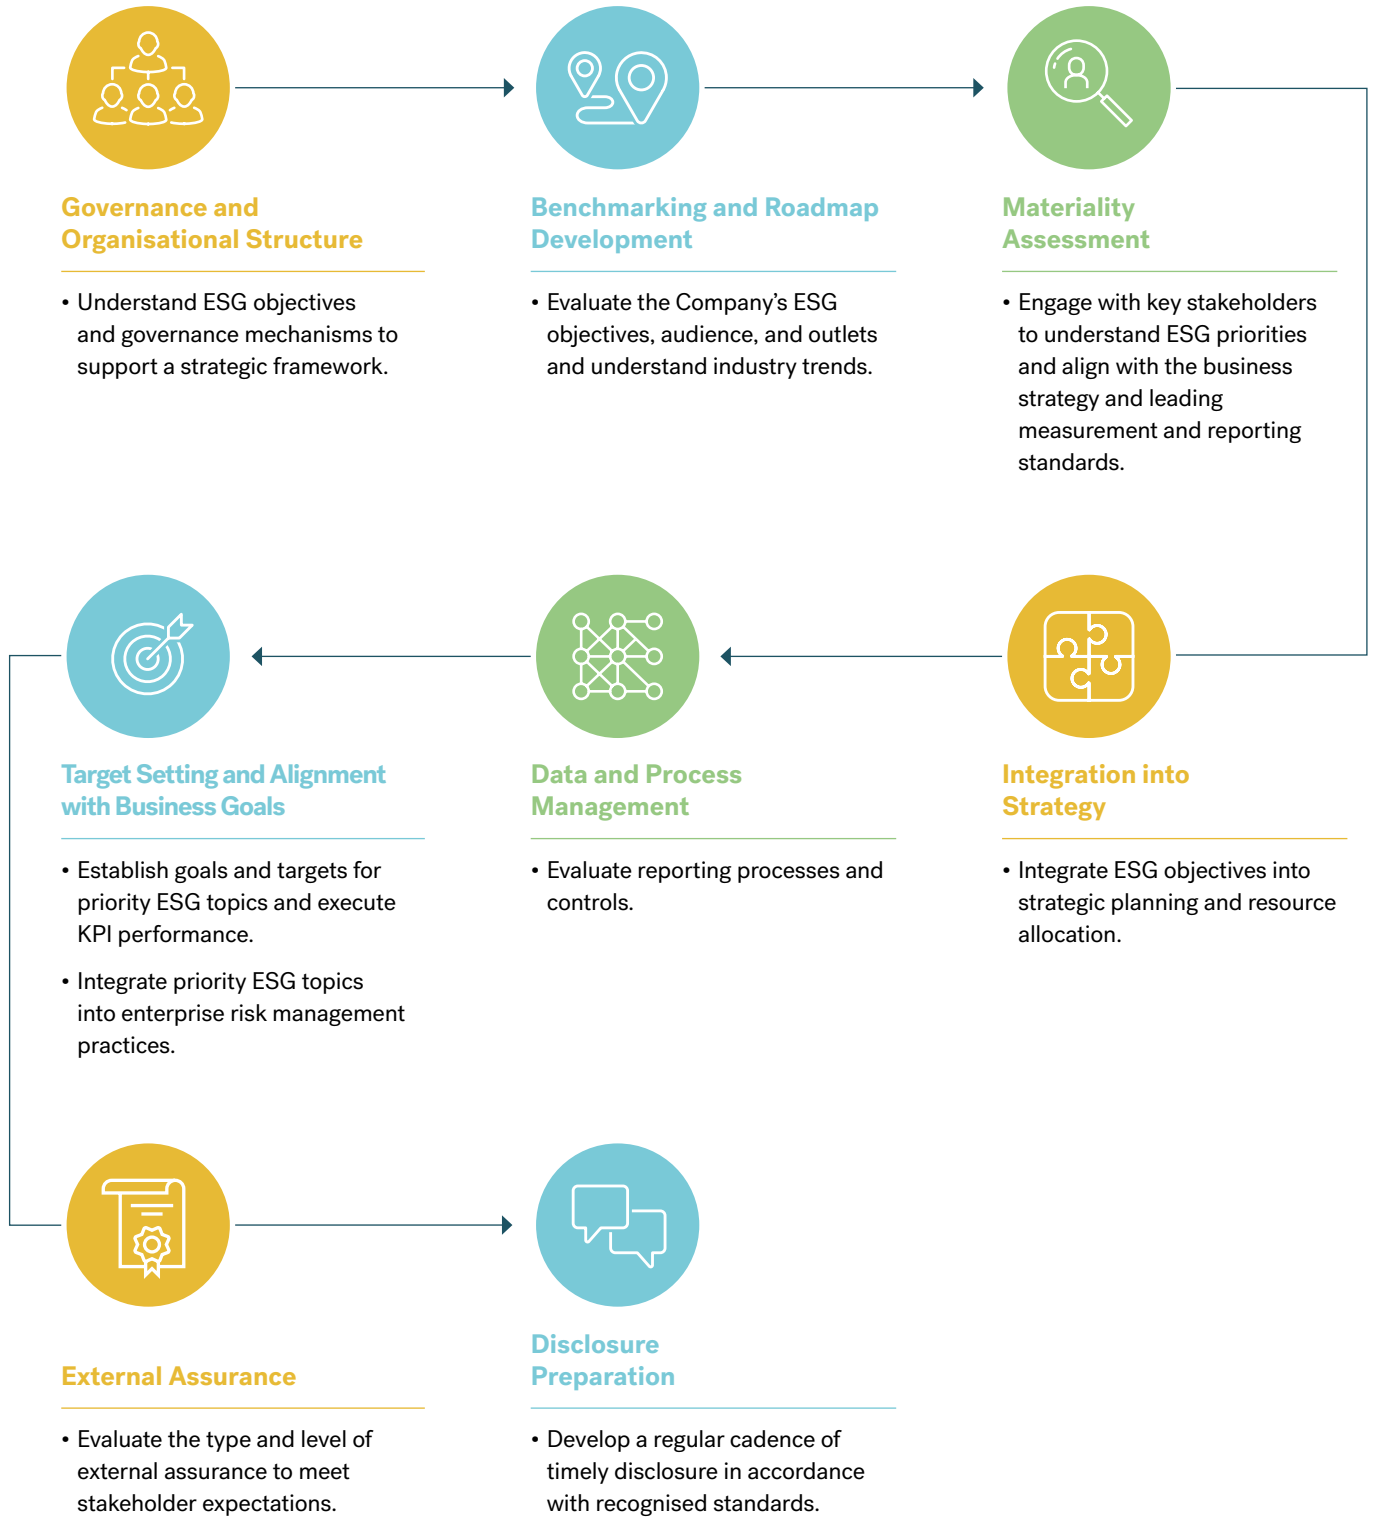 Governance and
Organisational Structure
• Understand ESG objectives
and governance mechanisms to
support a strategic framework.
Benchmarking and Roadmap
Development
• Evaluate the Company’s ESG
objectives, audience, and outlets
and understand industry trends.
Materiality
Assessment
• Engage with key stakeholders
to understand ESG priorities
and align with the business
strategy and leading
measurement and reporting
standards.
Integration into
Strategy
• Integrate ESG objectives into
strategic planning and resource
allocation.
Data and Process
Management
• Evaluate reporting processes and
controls.
Target Setting and Alignment
with Business Goals
• Establish goals and targets for
priority ESG topics and execute
KPI performance.
• Integrate priority ESG topics
into enterprise risk management
practices.
External Assurance
• Evaluate the type and level of
external assurance to meet
stakeholder expectations.
Disclosure
Preparation
• Develop a regular cadence of
timely disclosure in accordance
with recognised standards.